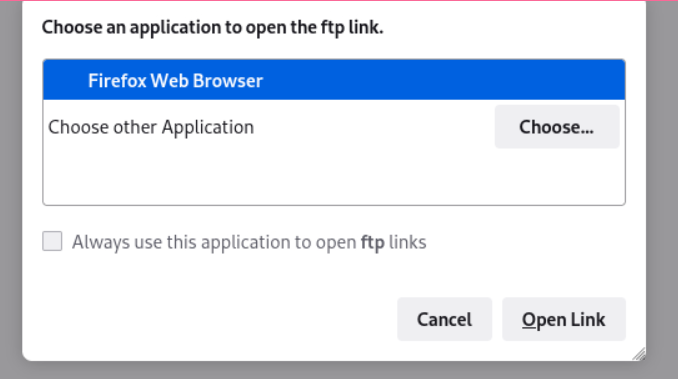 Choose an application to open the ftp link.
Firefox Web Browser
Choose other Application
Choose...
Always use this application to open ftp links
Cancel
Open Link